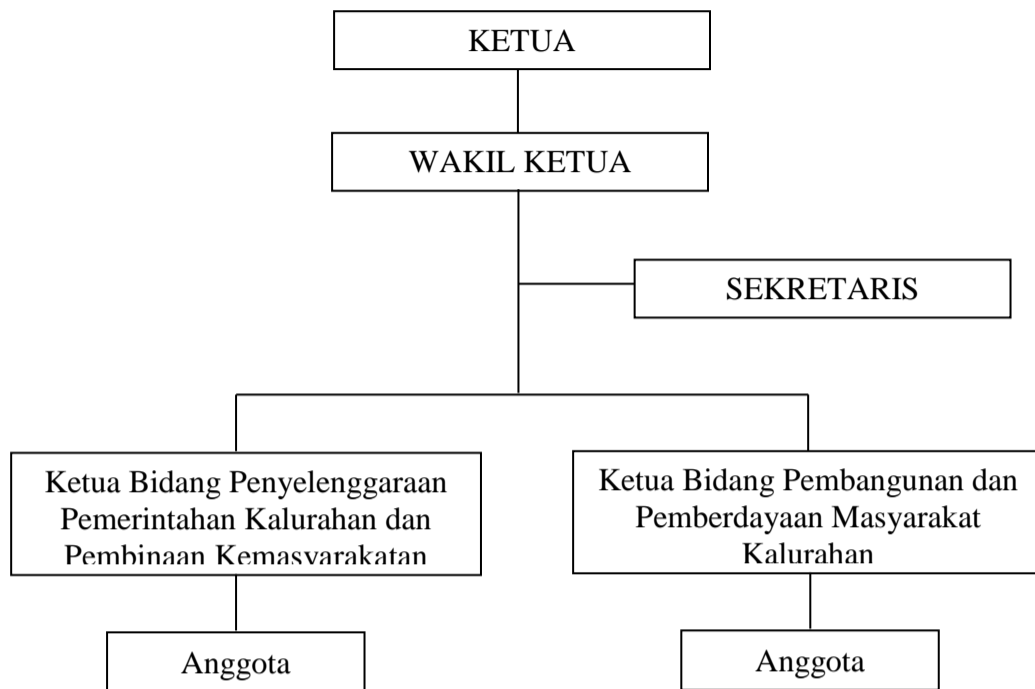 KETUA
WAKIL KETUA
SEKRETARIS
Ketua Bidang Penyelenggaraan
Pemerintahan Kalurahan dan
Pembinaan Kemasyarakatan
Ketua Bidang Pembangunan dan
Pemberdayaan Masyarakat
Kalurahan
Anggota
Anggota